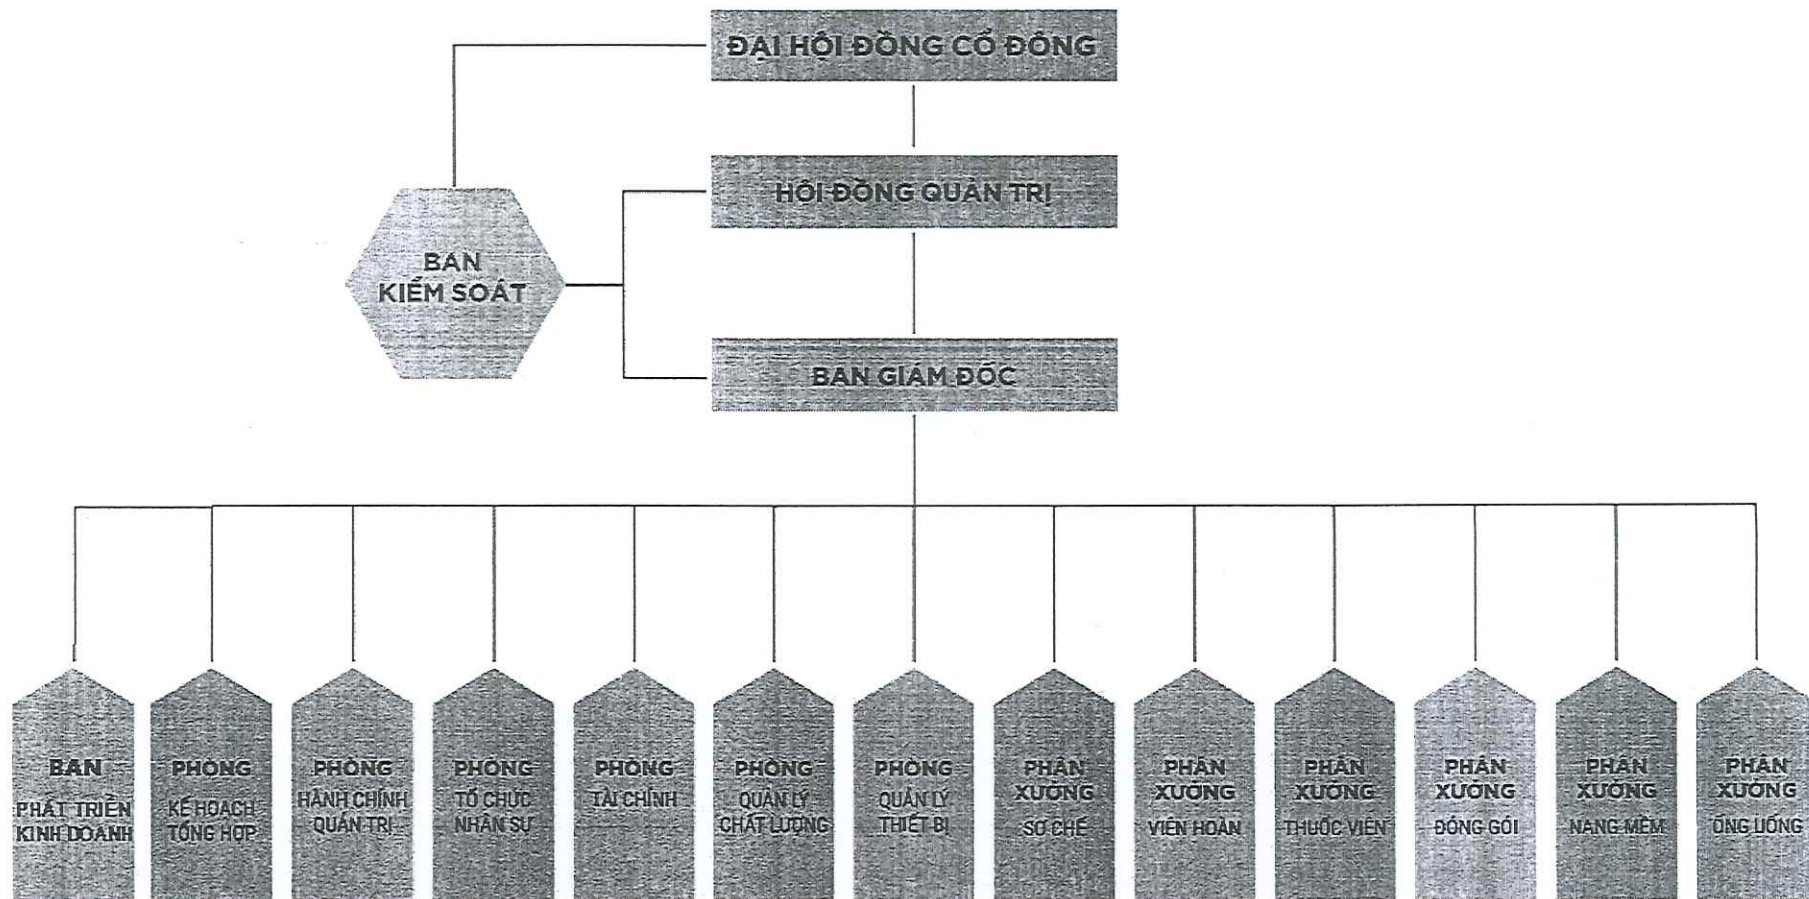 ĐẠI HỘI ĐỒNG CỔ ĐÔNG
HỘI ĐỒNG QUẢN TRỊ
BAN
KIỂM SOÁT
BAN GIÁM ĐỐC
BAN
PHÁT TRIỂN
KINH DOANH
PHÒNG
KẾ HOẠCH
TỔNG HỢP
PHÒNG
HÀNH CHÍNH
QUẢN TRỊ
PHÒNG
TỔ CHỨC
NHÂN SỰ
PHÒNG
TÀI CHÍNH
PHÒNG
QUẢN LÝ
CHẤT LƯỢNG
PHÒNG
QUẢN LÝ
THIẾT BỊ
PHÂN
XƯỞNG
SƠ CHẾ
PHÂN
XƯỞNG
VIÊN HOÀN
PHÂN
XƯỞNG
THUỐC VIÊN
PHÂN
XƯỞNG
ĐÓNG GÓI
PHÂN
XƯỞNG
NANG MỀM
PHÂN
XƯỞNG
ỐNG UỐNG